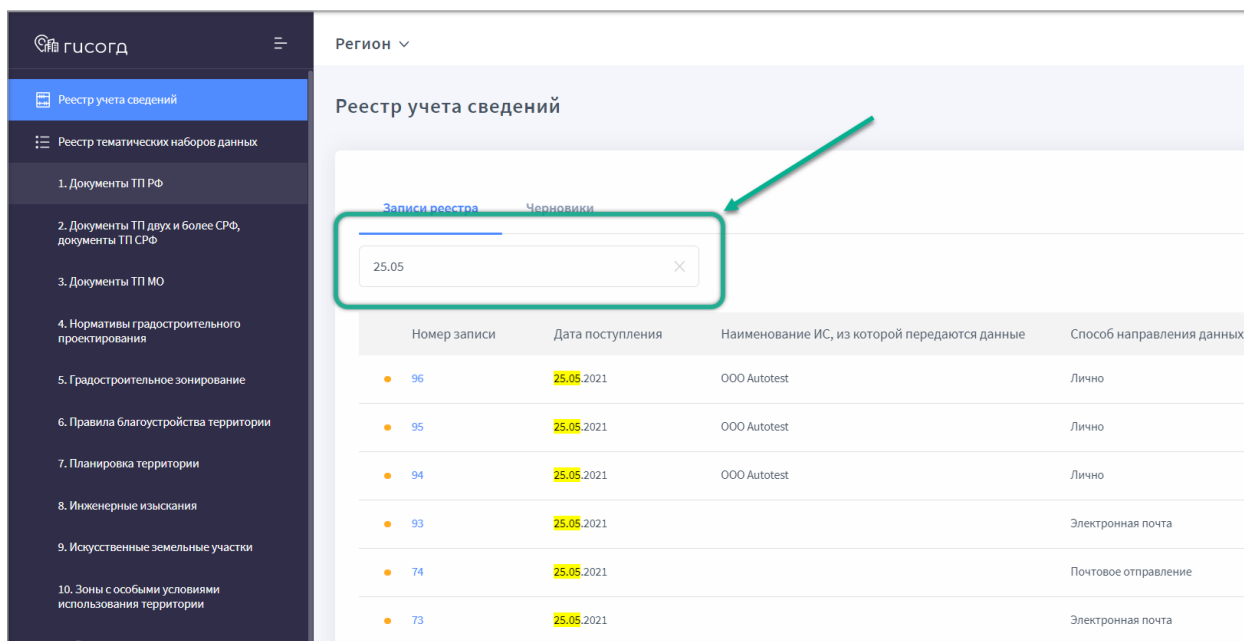 гисогд
Регион
Реестр учета сведений
Реестр тематических наборов данных
1. Документы ТП РФ
2. Документы ТП двух и более СРФ,
документы ТП СРФ
3. Документы ТП МО
4. Нормативы градостроительного
проектирования
5. Градостроительное зонирование
6. Правила благоустройства территории
7. Планировка территории
8. Инженерные изыскания
9. Искусственные земельные участки
10. Зоны с особыми условиями
использования территории
Реестр учета сведений
Записи реестра Черновики
25.05
Номер записи Дата поступления Наименование ИС, из которой передаются данные Способ направления данных
96 25.05.2021 ООО Autotest Лично
95 25.05.2021 ООО Autotest Лично
94 25.05.2021 ООО Autotest Лично
93 25.05.2021 Электронная почта
74 25.05.2021 Почтовое отправление
73 25.05.2021 Электронная почта